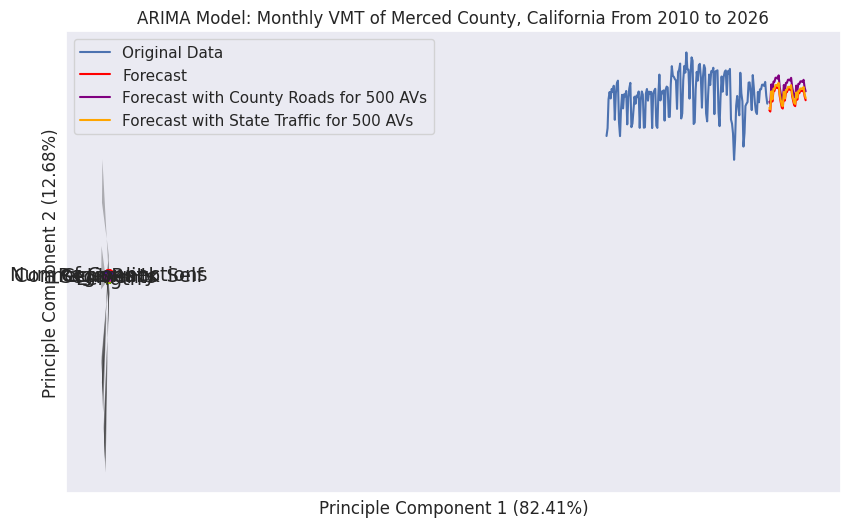 ARIMA Model: Monthly VMT of Merced County, California From 2010 to 2026
Original Data
Forecast
Forecast with County Roads for 500 AVs
Forecast with State Traffic for 500 AVs
Principle Component 2 (12.68%)
Principle Component 1 (82.41%)